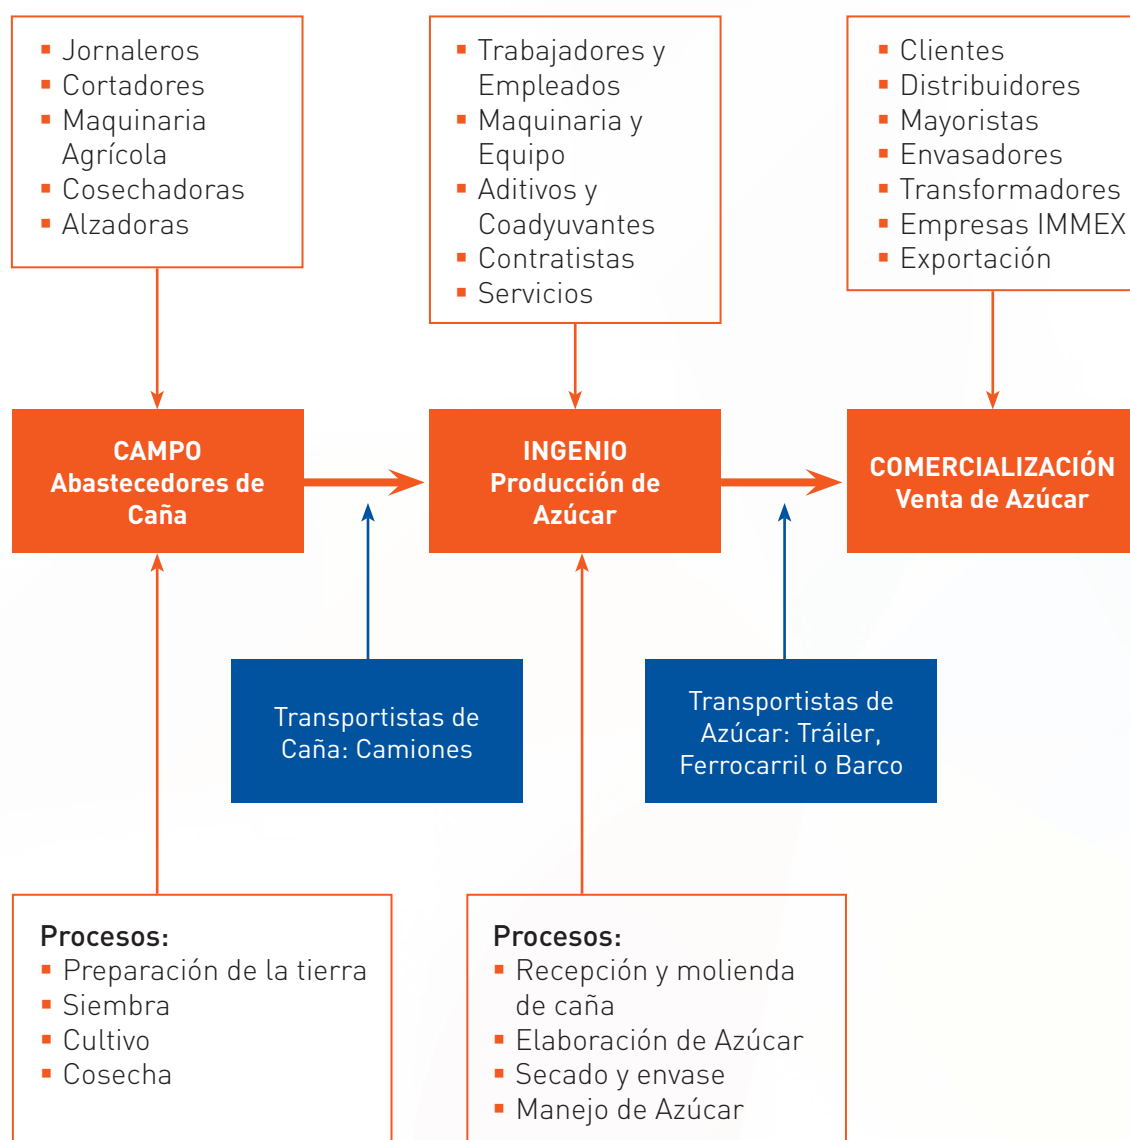 Jornaleros
Cortadores
Maquinaria
Agrícola
Cosechadoras
Alzadoras
Trabajadores y
Empleados
Maquinaria y
Equipo
Aditivos y
Coadyuvantes
Contratistas
Servicios
Clientes
Distribuidores
Mayoristas
Envasadores
Transformadores
Empresas IMMEX
Exportación
CAMPO
Abastecedores de
Caña
INGENIO
Producción de
Azúcar
COMERCIALIZACIÓN
Venta de Azúcar
Transportistas de
Caña: Camiones
Transportistas de
Azúcar: Tráiler,
Ferrocarril o Barco
Procesos:
Preparación de la tierra
Siembra
Cultivo
Cosecha
Procesos:
Recepción y molienda
de caña
Elaboración de Azúcar
Secado y envase
Manejo de Azúcar